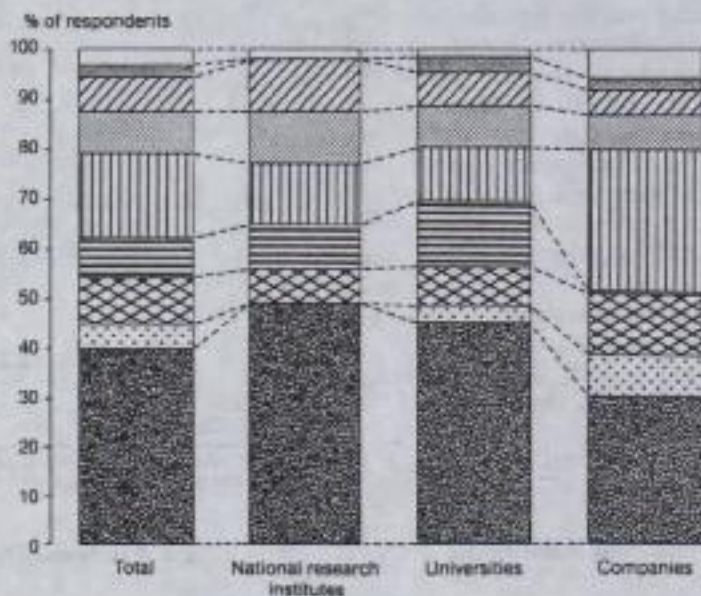 % of respondents
100
90
80
70
60
50
40
30
20
10
0
Total
National research
institutes
Universities
Companies